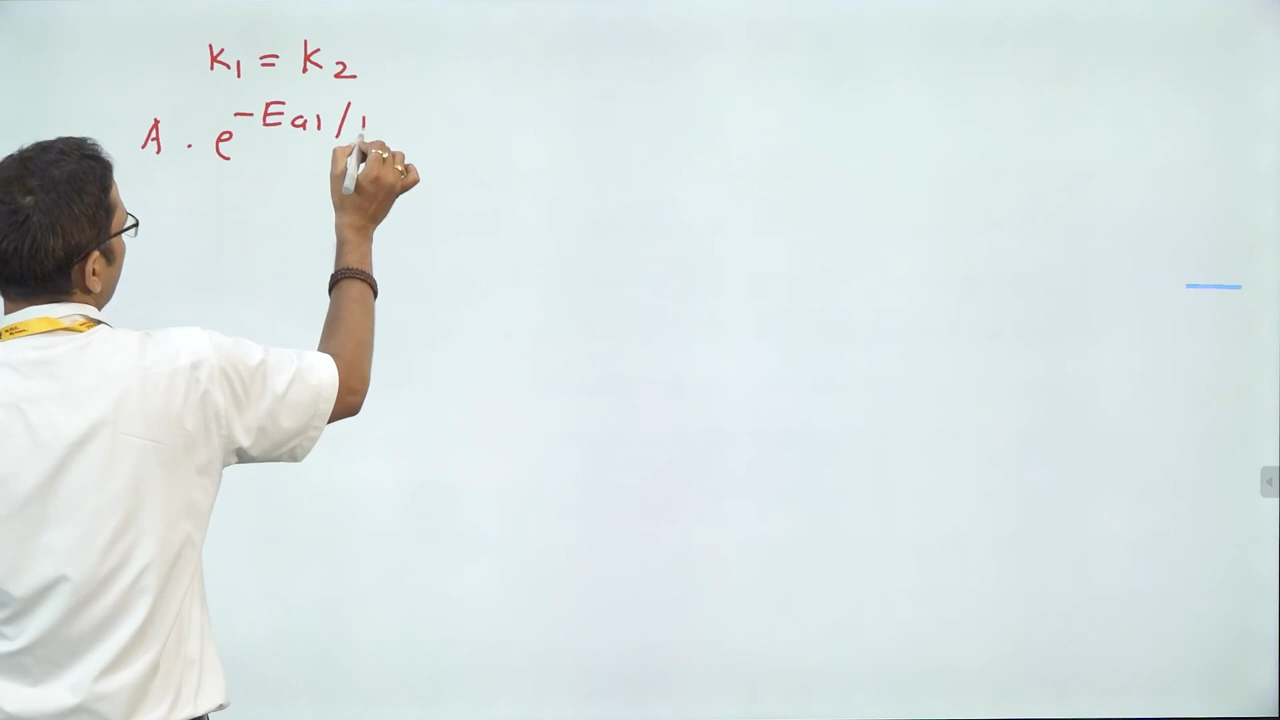 K₁ = K₂
A . e^-Ea1/